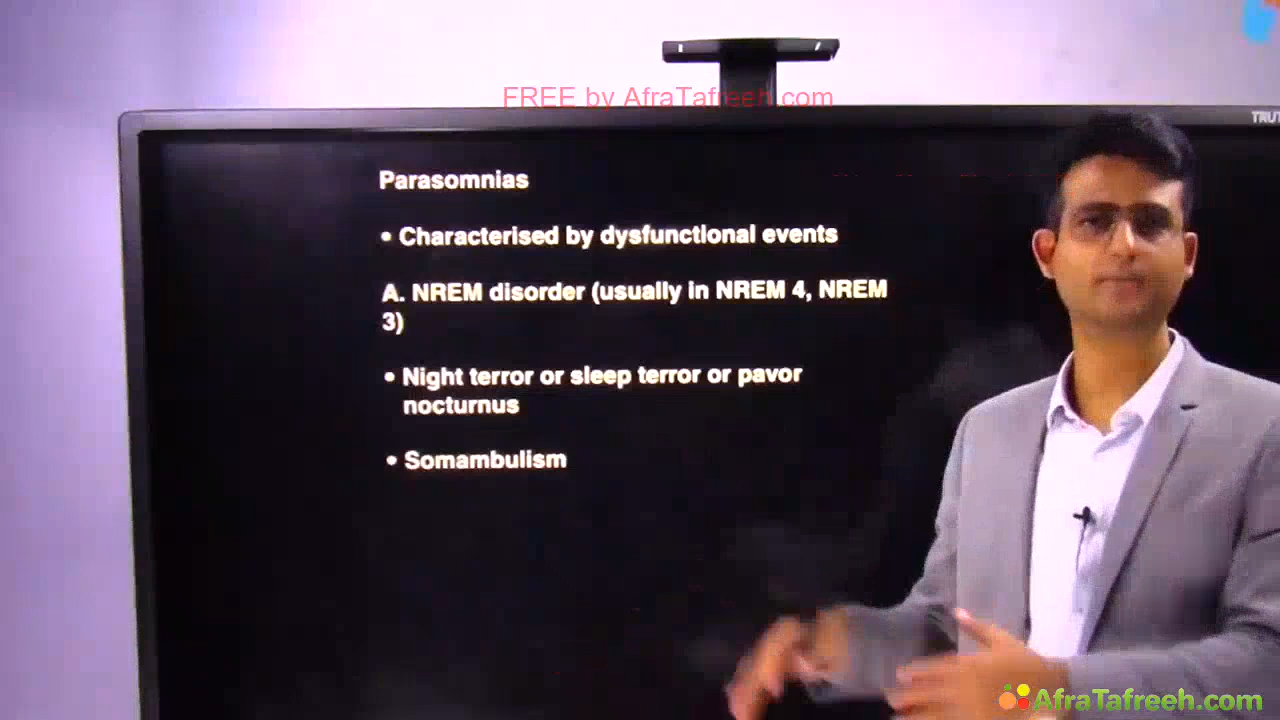 FREE by AfraTafreeh.com
TRUT
Parasomnias
• Characterised by dysfunctional events
A. NREM disorder (usually in NREM 4, NREM
3)
• Night terror or sleep terror or pavor
nocturnus
• Somambulism
AfraTafreeh.com